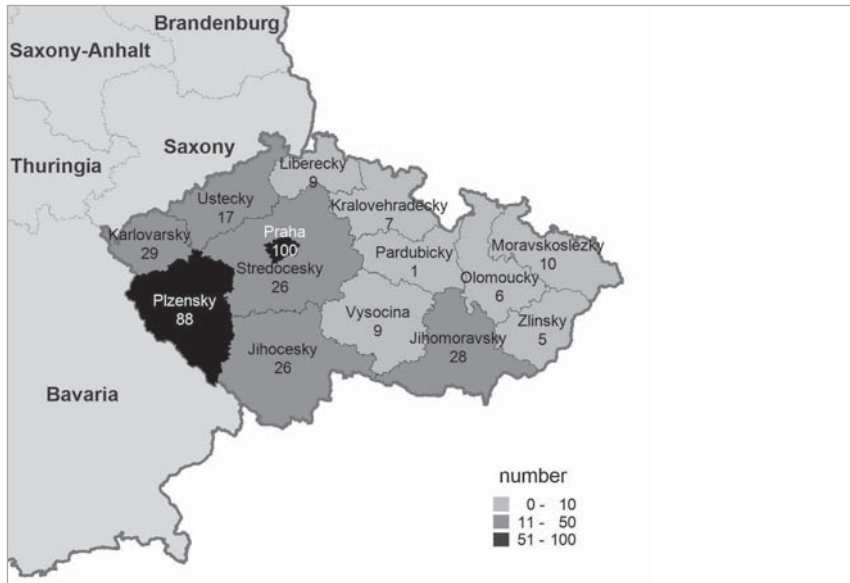 Brandenburg
Saxony-Anhalt
Saxony
Thuringia
Liberecky
9
Ustecky
17
Kralovehradecky
7
Karlovarsky
29
Praha
100
Moravskoslezky
10
Pardubicky
1
Stredocesky
26
Olomoucky
6
Plzensky
88
Vysocina
9
Zlinsky
5
Jihocesky
26
Jihomoravsky
28
Bavaria
number
0 - 10
11 - 50
51 - 100